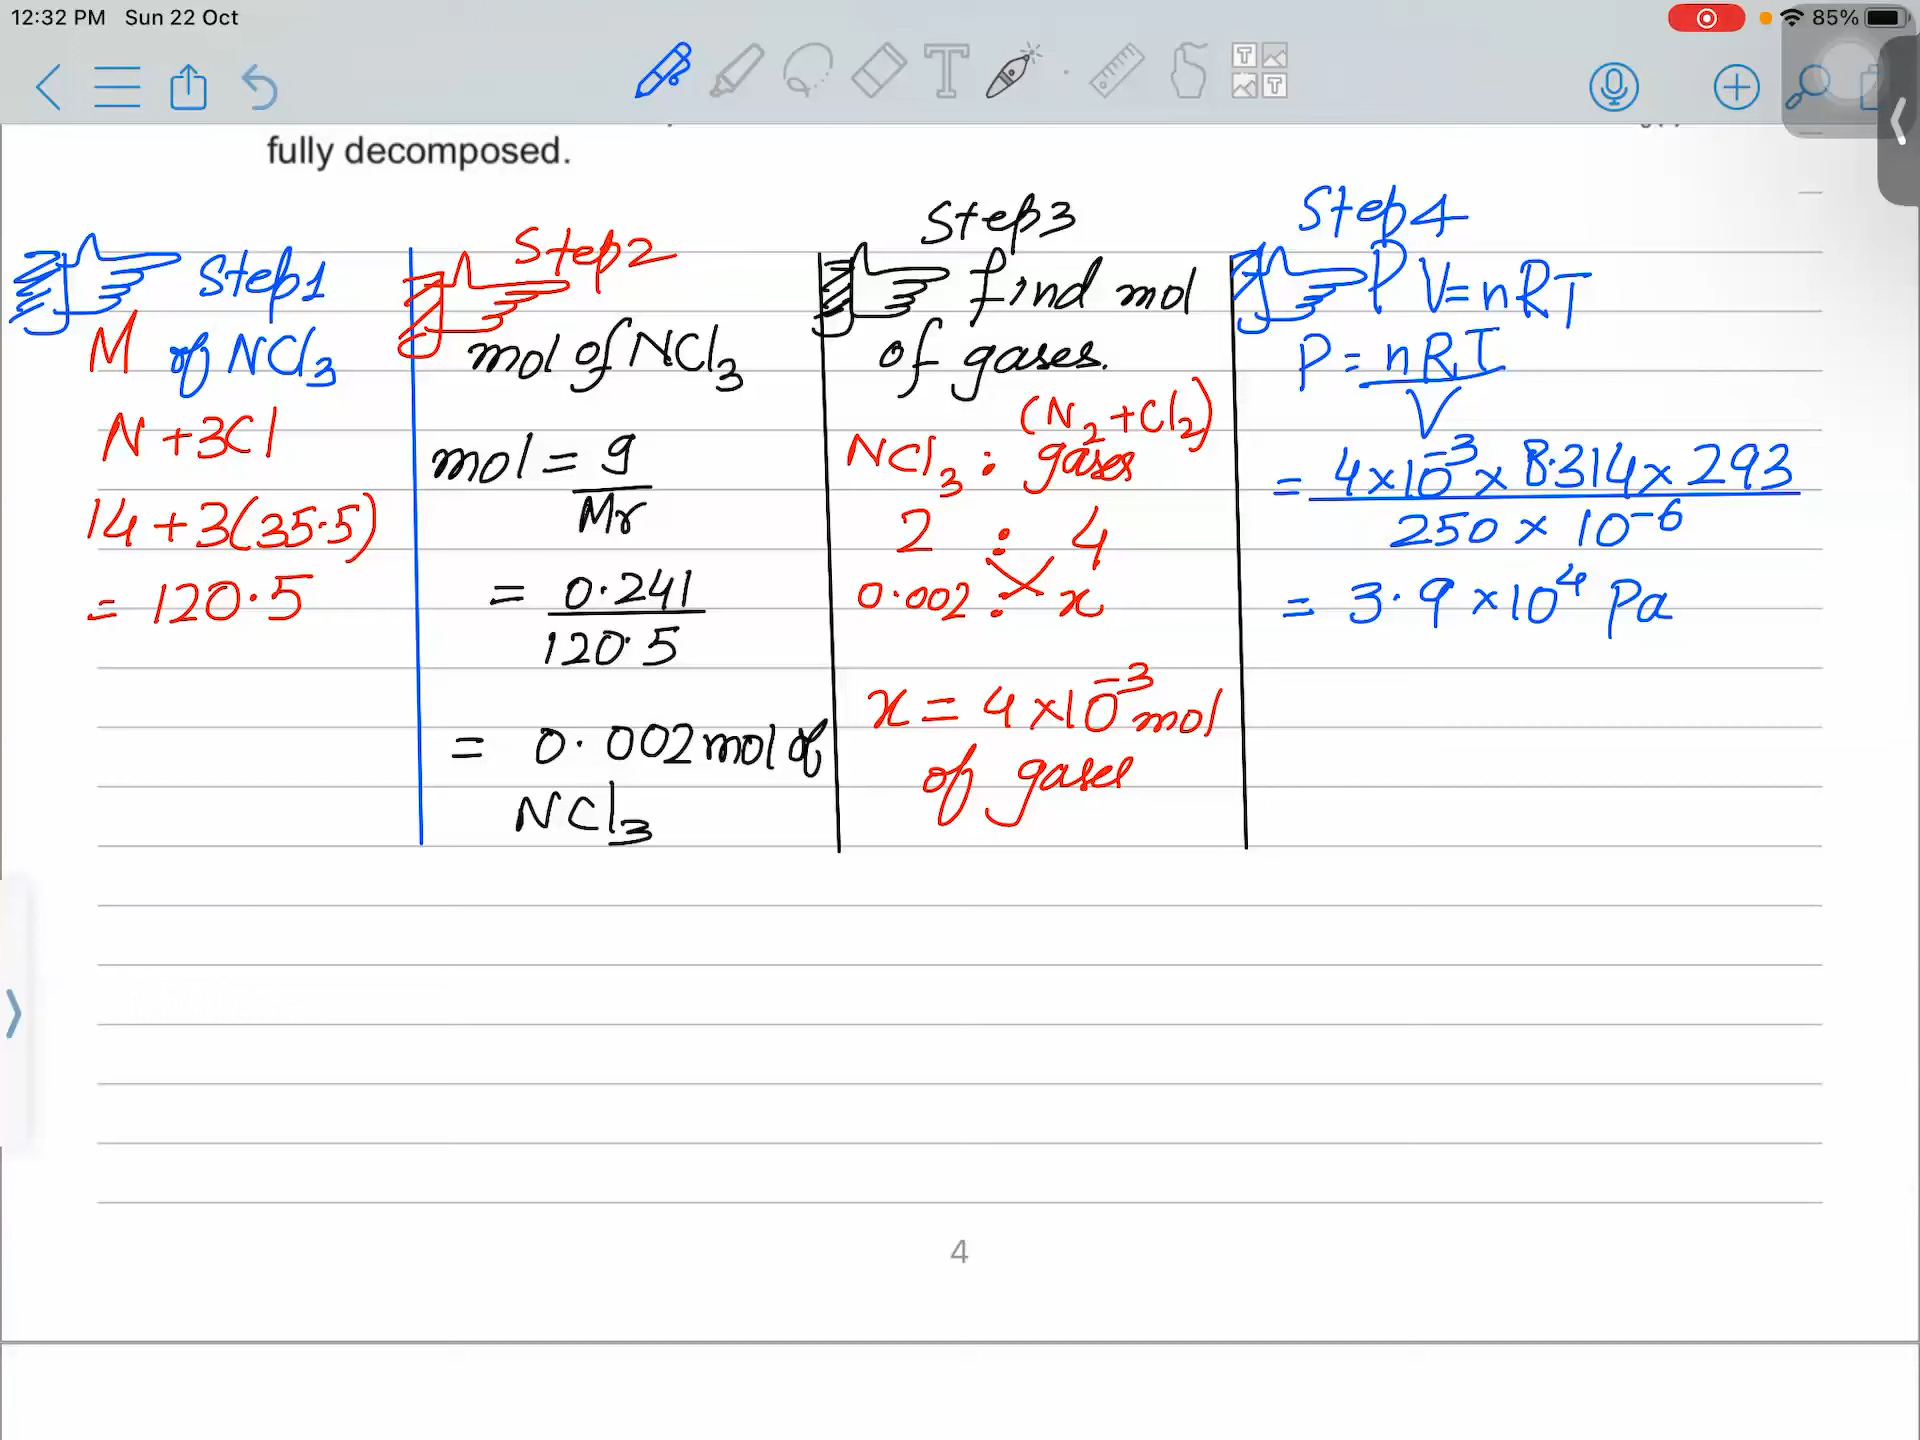 12:32 PM Sun 22 Oct
85%
fully decomposed.
Step1
M of NCl3
N + 3Cl
14 + 3(35.5)
= 120.5
Step2
mol of NCl3
mol = g
Mr
= 0.241
120.5
= 0.002 mol of
NCl3
Step3
find mol
of gases.
(N2 + Cl2)
NCl3 : gases
2 : 4
0.002 : x
x = 4 × 10⁻³ mol
of gases
Step4
PV = nRT
P = nRT
V
= 4×10⁻³ × 8.314 × 293
250 × 10⁻⁶
= 3.9 × 10⁴ Pa
4